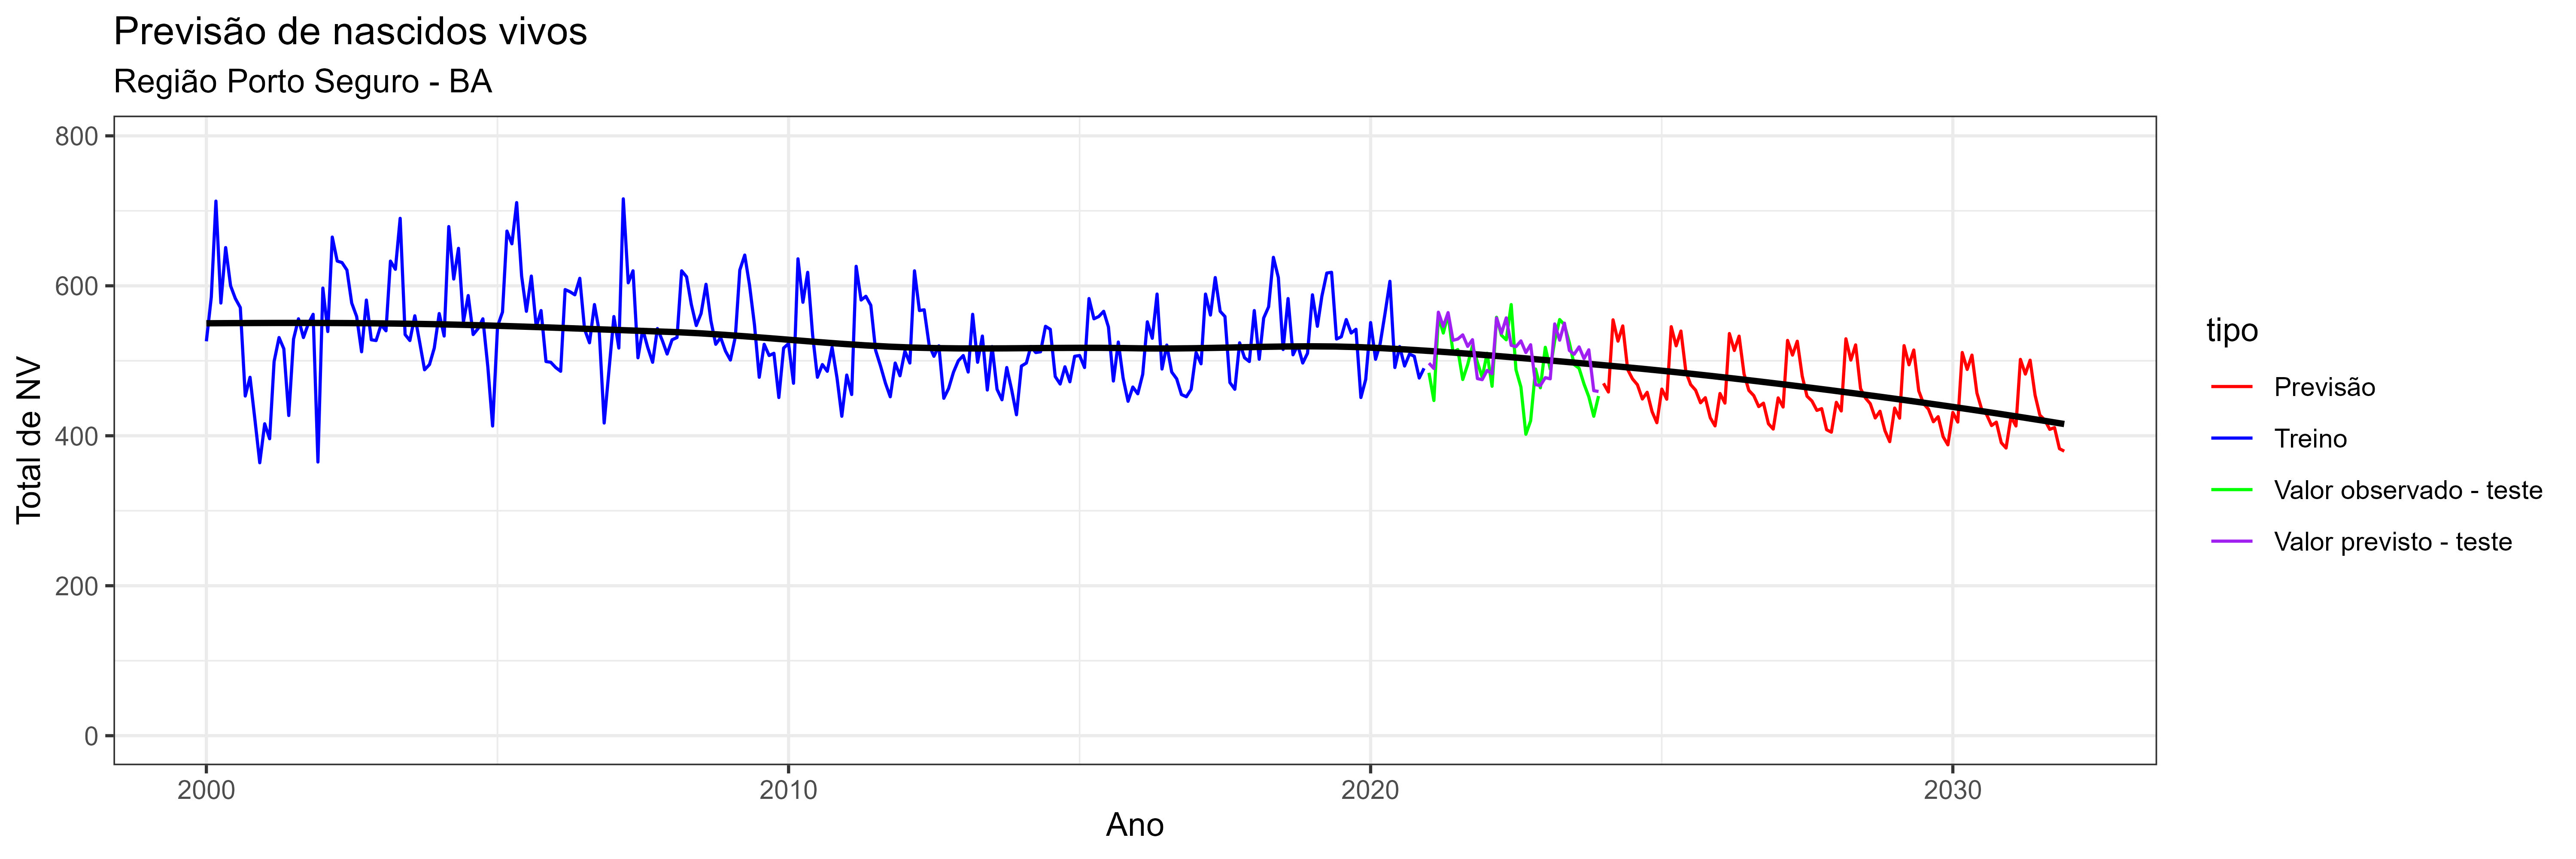 Previsão de nascidos vivos
Região Porto Seguro - BA
Total de NV
800
600
400
200
0
2000
2010
2020
2030
Ano
tipo
Previsão
Treino
Valor observado - teste
Valor previsto - teste